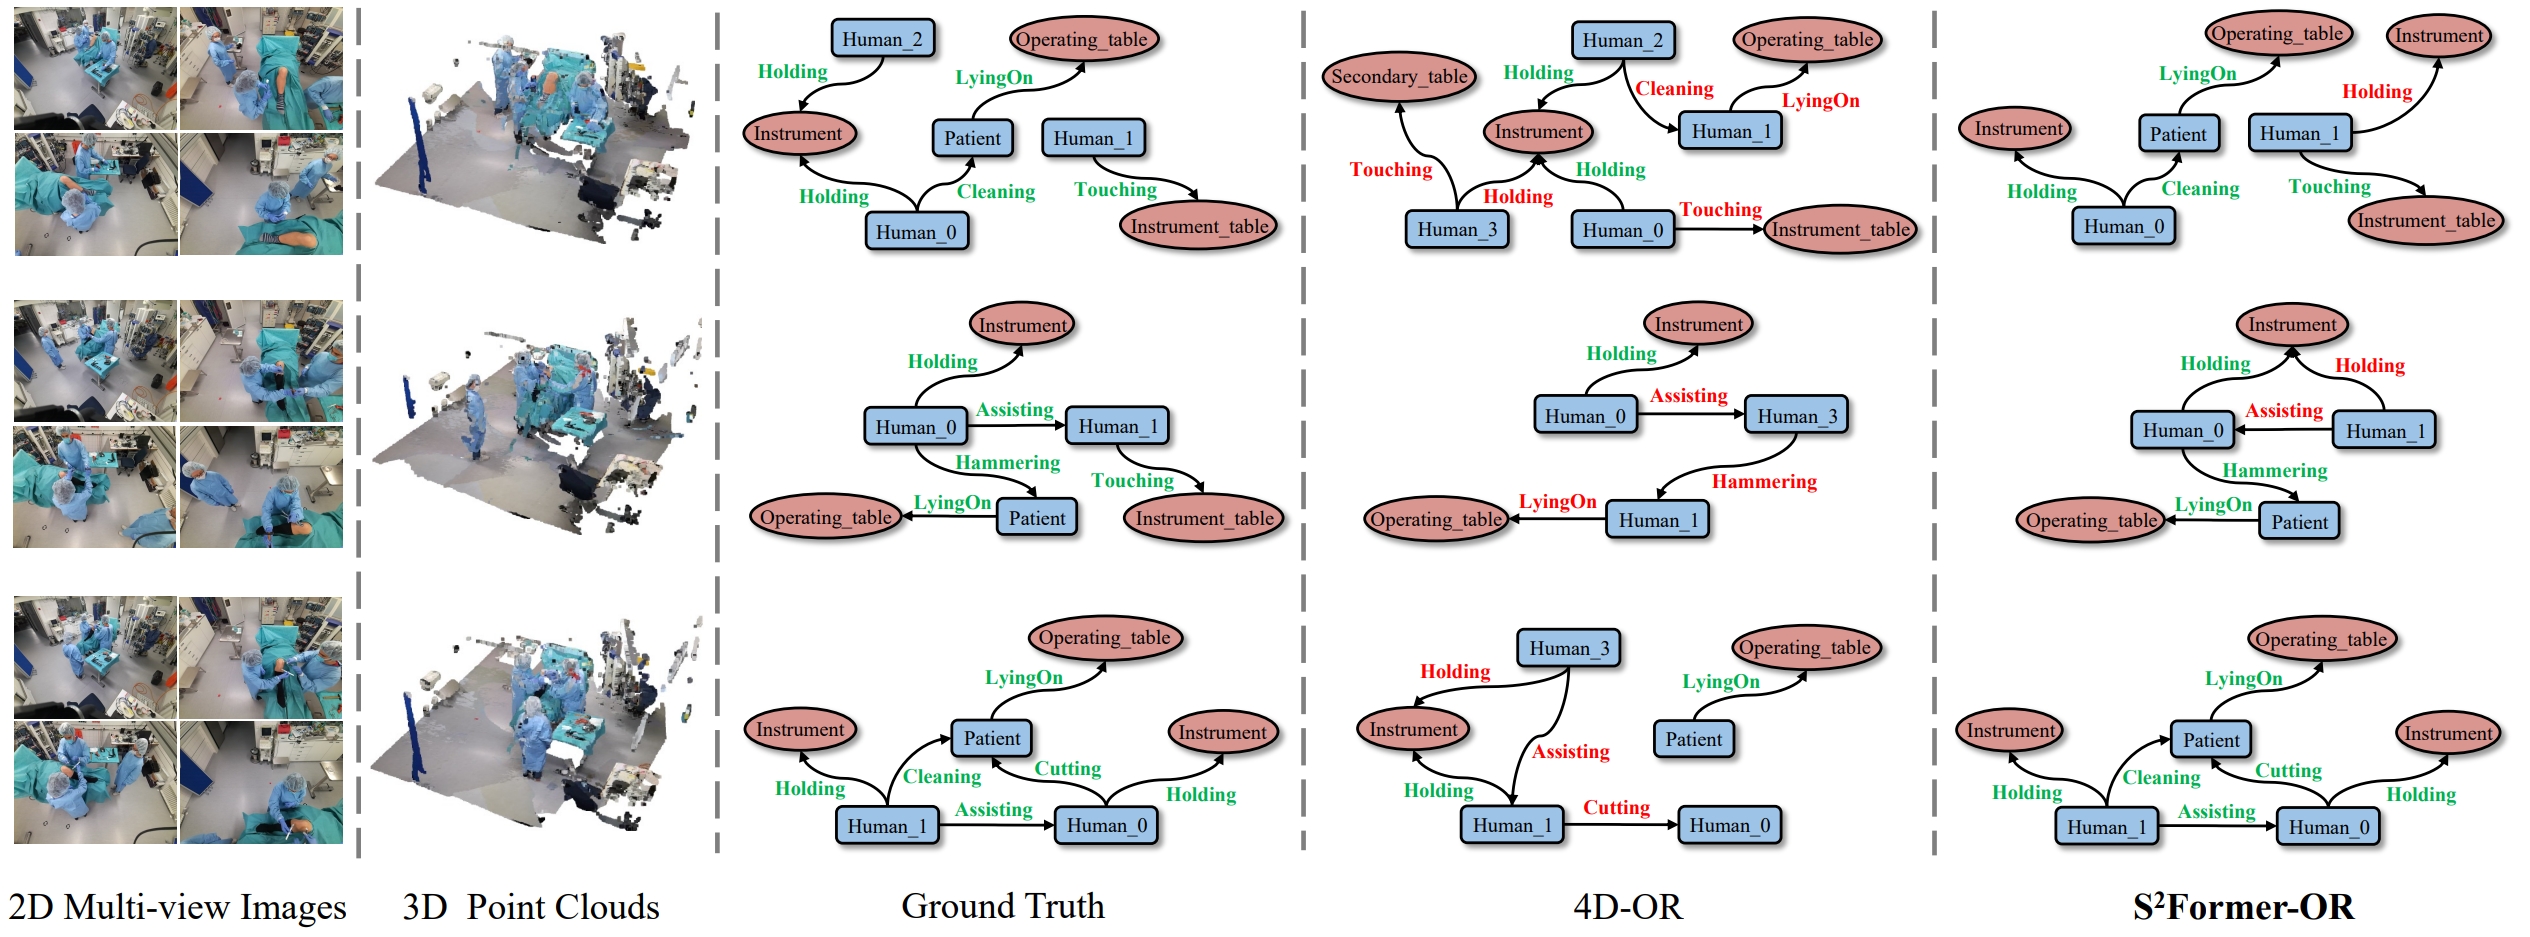 Human_2
Operating_table
Holding
LyingOn
Instrument
Patient
Human_1
Holding
Cleaning
Touching
Human_0
Instrument_table
Human_2
Operating_table
Secondary_table
Holding
Cleaning
LyingOn
Instrument
Human_1
Touching
Holding
Holding
Touching
Human_3
Human_0
Instrument_table
Operating_table
Instrument
LyingOn
Holding
Instrument
Patient
Human_1
Holding
Cleaning
Touching
Human_0
Instrument_table
Instrument
Holding
Assisting
Human_0
Human_1
Hammering
Touching
LyingOn
Operating_table
Patient
Instrument_table
Instrument
Holding
Assisting
Human_0
Human_3
Hammering
LyingOn
Operating_table
Human_1
Instrument
Holding
Holding
Assisting
Human_0
Human_1
Hammering
LyingOn
Operating_table
Patient
Operating_table
LyingOn
Instrument
Patient
Instrument
Cleaning
Cutting
Holding
Holding
Assisting
Human_1
Human_0
Human_3
Operating_table
Holding
LyingOn
Instrument
Patient
Assisting
Holding
Cutting
Human_1
Human_0
Operating_table
LyingOn
Instrument
Patient
Instrument
Cleaning
Cutting
Holding
Holding
Assisting
Human_1
Human_0
2D Multi-view Images
3D Point Clouds
Ground Truth
4D-OR
S²Former-OR